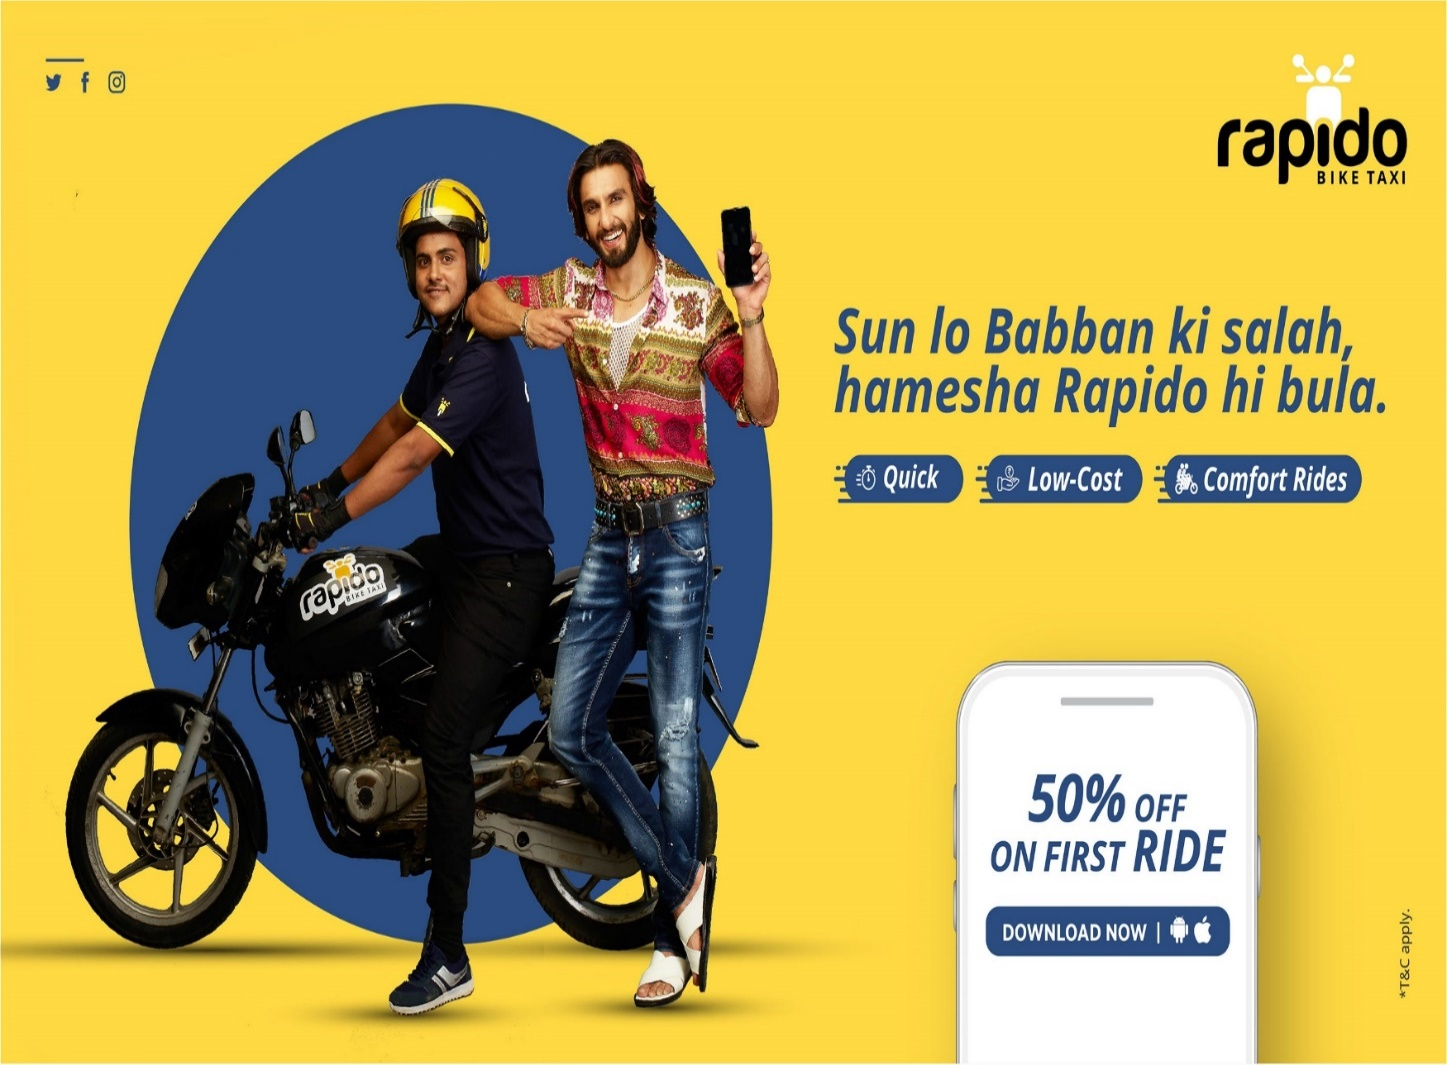 rapido
BIKE TAXI
Sun lo Babban ki salah,
hamesha Rapido hi bula.
Quick
Low-Cost
Comfort Rides
rapido
BIKE TAXI
50% OFF
ON FIRST RIDE
DOWNLOAD NOW |
*T&C apply.